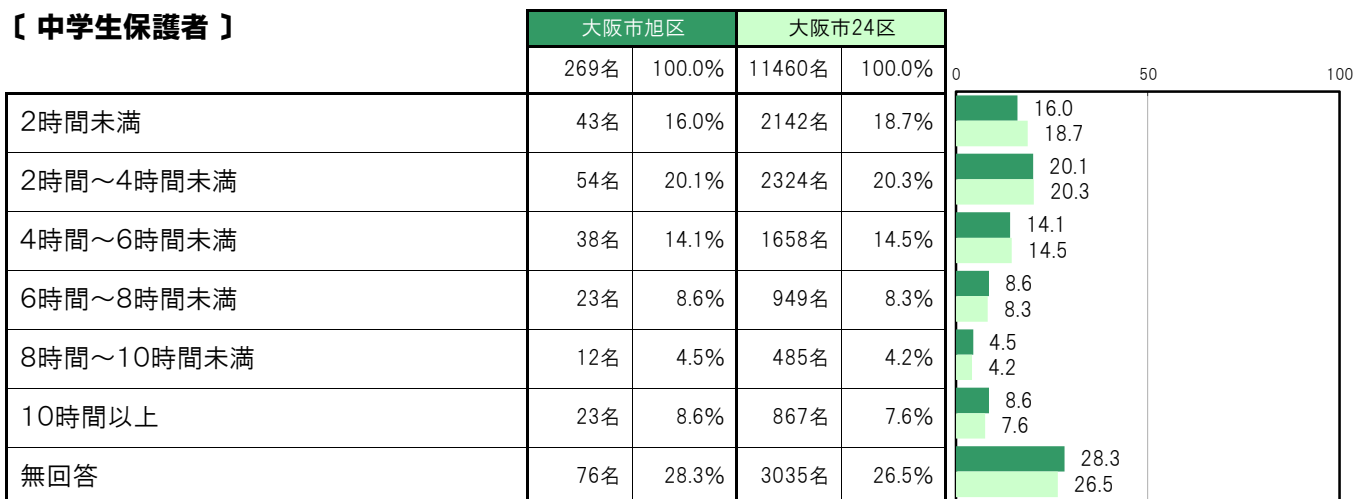 〔 中学生保護者 〕
大阪市旭区 大阪市24区
269名 100.0% 11460名 100.0% 0 50 100
2時間未満 43名 16.0% 2142名 18.7% 16.0
18.7
2時間～4時間未満 54名 20.1% 2324名 20.3% 20.1
20.3
4時間～6時間未満 38名 14.1% 1658名 14.5% 14.1
14.5
6時間～8時間未満 23名 8.6% 949名 8.3% 8.6
8.3
8時間～10時間未満 12名 4.5% 485名 4.2% 4.5
4.2
10時間以上 23名 8.6% 867名 7.6% 8.6
7.6
無回答 76名 28.3% 3035名 26.5% 28.3
26.5